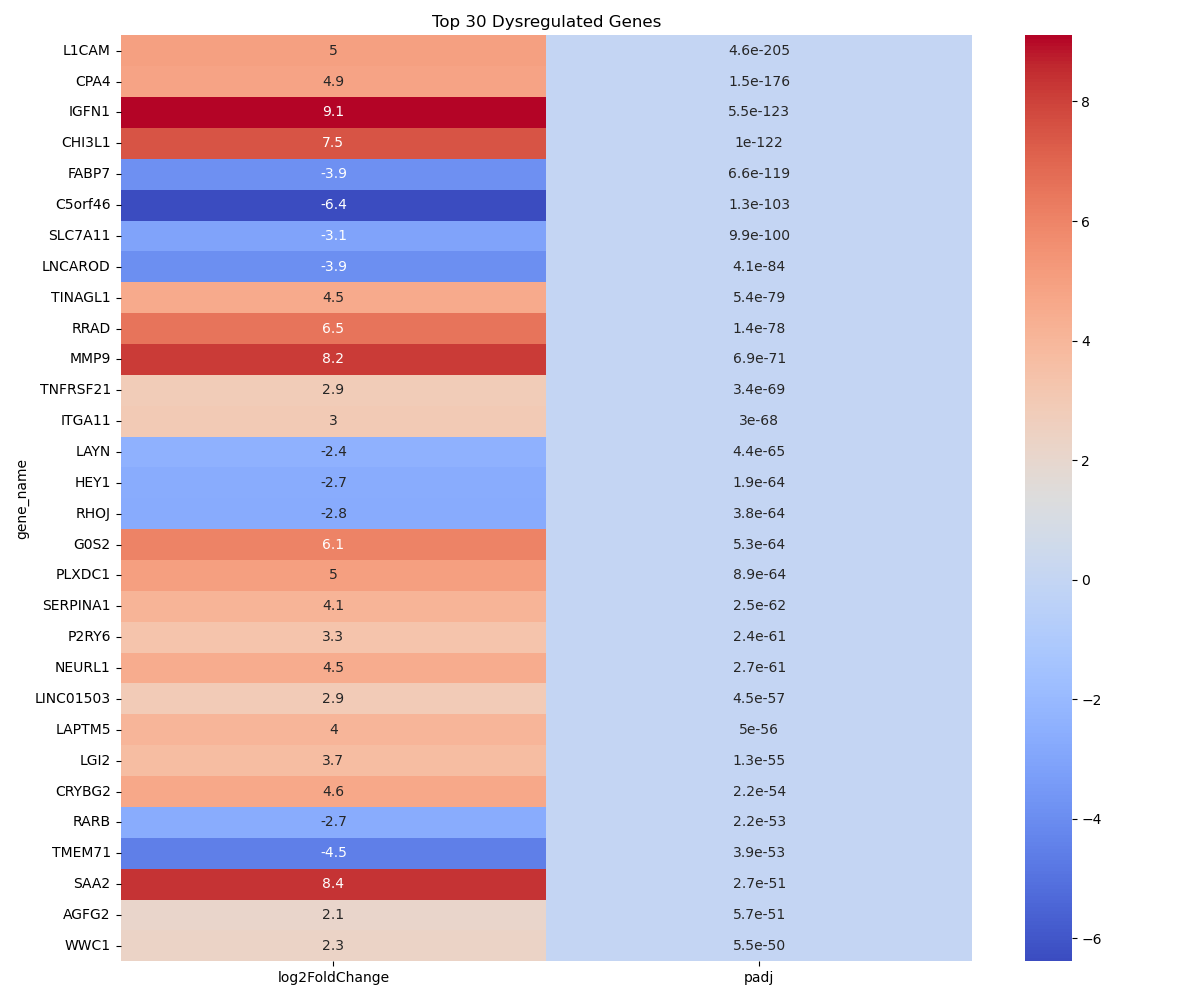 Top 30 Dysregulated Genes
gene_name
L1CAM 5 4.6e-205
CPA4 4.9 1.5e-176
IGFN1 9.1 5.5e-123
CHI3L1 7.5 1e-122
FABP7 -3.9 6.6e-119
C5orf46 -6.4 1.3e-103
SLC7A11 -3.1 9.9e-100
LNCAROD -3.9 4.1e-84
TINAGL1 4.5 5.4e-79
RRAD 6.5 1.4e-78
MMP9 8.2 6.9e-71
TNFRSF21 2.9 3.4e-69
ITGA11 3 3e-68
LAYN -2.4 4.4e-65
HEY1 -2.7 1.9e-64
RHOJ -2.8 3.8e-64
G0S2 6.1 5.3e-64
PLXDC1 5 8.9e-64
SERPINA1 4.1 2.5e-62
P2RY6 3.3 2.4e-61
NEURL1 4.5 2.7e-61
LINC01503 2.9 4.5e-57
LAPTM5 4 5e-56
LGI2 3.7 1.3e-55
CRYBG2 4.6 2.2e-54
RARB -2.7 2.2e-53
TMEM71 -4.5 3.9e-53
SAA2 8.4 2.7e-51
AGFG2 2.1 5.7e-51
WWC1 2.3 5.5e-50
log2FoldChange padj
8
6
4
2
0
−2
−4
−6